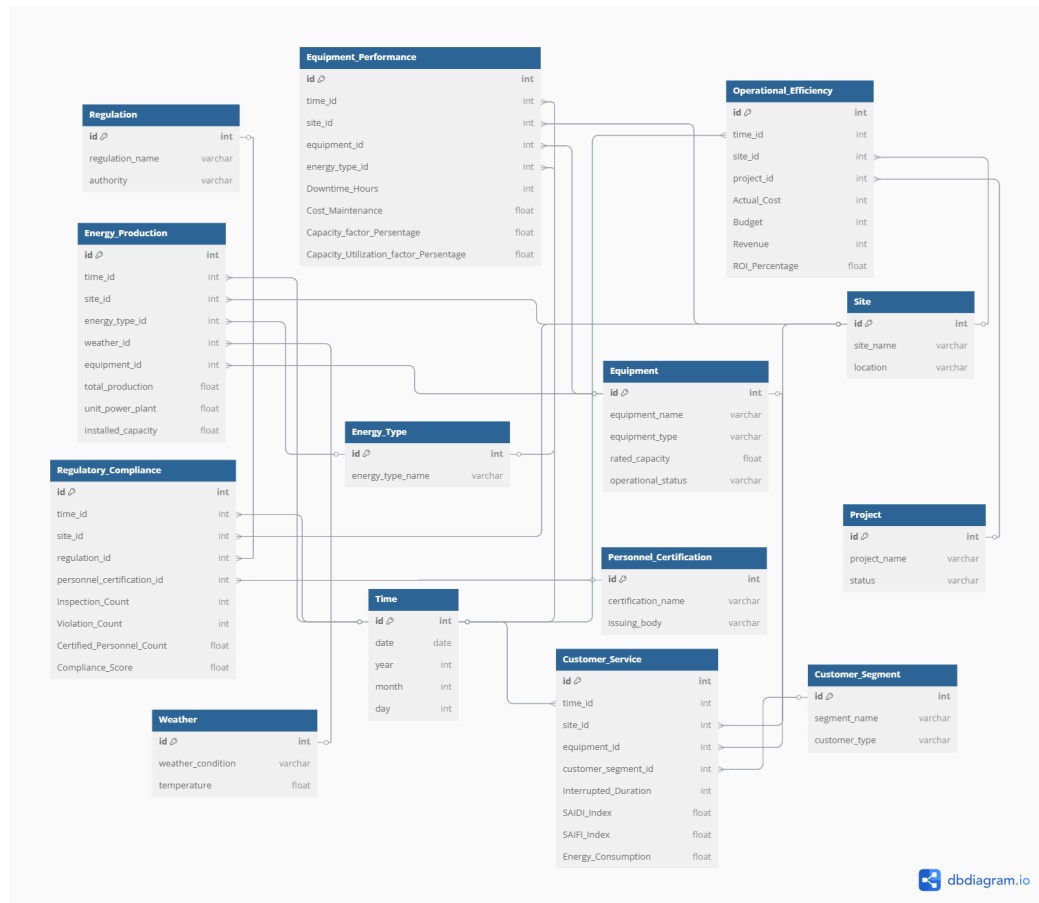 Equipment_Performance
id int
time_id int
site_id int
equipment_id int
energy_type_id int
Downtime_Hours int
Cost_Maintenance float
Capacity_factor_Persentage float
Capacity_Utilization_factor_Persentage float
Operational_Efficiency
id int
time_id int
site_id int
project_id int
Actual_Cost int
Budget int
Revenue int
ROI_Percentage float
Regulation
id int
regulation_name varchar
authority varchar
Energy_Production
id int
time_id int
site_id int
energy_type_id int
weather_id int
equipment_id int
total_production float
unit_power_plant float
installed_capacity float
Site
id int
site_name varchar
location varchar
Equipment
id int
equipment_name varchar
equipment_type varchar
rated_capacity float
operational_status varchar
Energy_Type
id int
energy_type_name varchar
Regulatory_Compliance
id int
time_id int
site_id int
regulation_id int
personnel_certification_id int
Inspection_Count int
Violation_Count int
Certified_Personnel_Count float
Compliance_Score float
Project
id int
project_name varchar
status varchar
Personnel_Certification
id int
certification_name varchar
issuing_body varchar
Time
id int
date date
year int
month int
day int
Customer_Service
id int
time_id int
site_id int
equipment_id int
customer_segment_id int
Interrupted_Duration int
SAIDI_Index float
SAIFI_Index float
Energy_Consumption float
Customer_Segment
id int
segment_name varchar
customer_type varchar
Weather
id int
weather_condition varchar
temperature float
dbdiagram.io